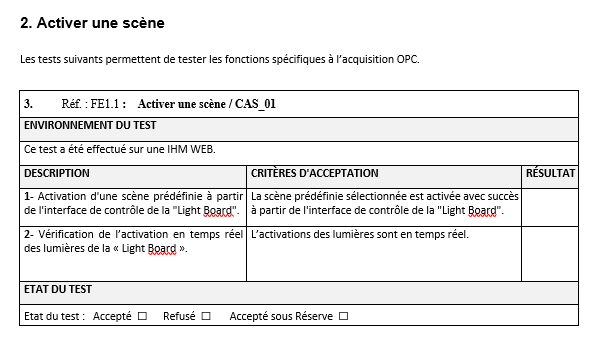 2. Activer une scène
Les tests suivants permettent de tester les fonctions spécifiques à l'acquisition OPC.
3. Réf. : FE1.1 : Activer une scène / CAS_01
ENVIRONNEMENT DU TEST
Ce test a été effectué sur une IHM WEB.
DESCRIPTION CRITÈRES D'ACCEPTATION RÉSULTAT
1- Activation d'une scène prédéfinie à partir
de l'interface de contrôle de la "Light Board".
La scène prédéfinie sélectionnée est activée avec succès
à partir de l'interface de contrôle de la "Light Board".
2- Vérification de l'activation en temps réel
des lumières de la « Light Board ».
L'activations des lumières sont en temps réel.
ETAT DU TEST
Etat du test : Accepté ☐ Refusé ☐ Accepté sous Réserve ☐